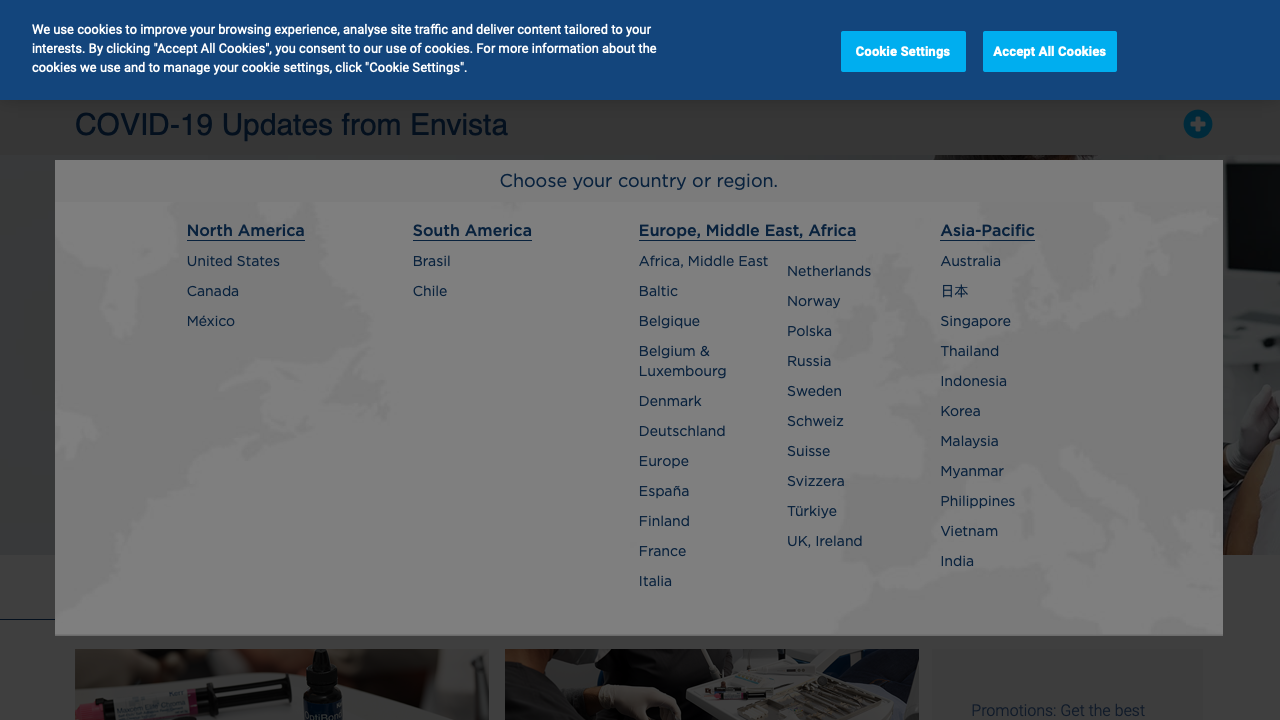 We use cookies to improve your browsing experience, analyse site traffic and deliver content tailored to your
interests. By clicking "Accept All Cookies", you consent to our use of cookies. For more information about the
cookies we use and to manage your cookie settings, click "Cookie Settings".
Cookie Settings
Accept All Cookies
COVID-19 Updates from Envista
Choose your country or region.
North America
United States
Canada
México
South America
Brasil
Chile
Europe, Middle East, Africa
Africa, Middle East
Baltic
Belgique
Belgium &
Luxembourg
Denmark
Deutschland
Europe
España
Finland
France
Italia
Netherlands
Norway
Polska
Russia
Sweden
Schweiz
Suisse
Svizzera
Türkiye
UK, Ireland
Asia-Pacific
Australia
日本
Singapore
Thailand
Indonesia
Korea
Malaysia
Myanmar
Philippines
Vietnam
India
Promotions: Get the best